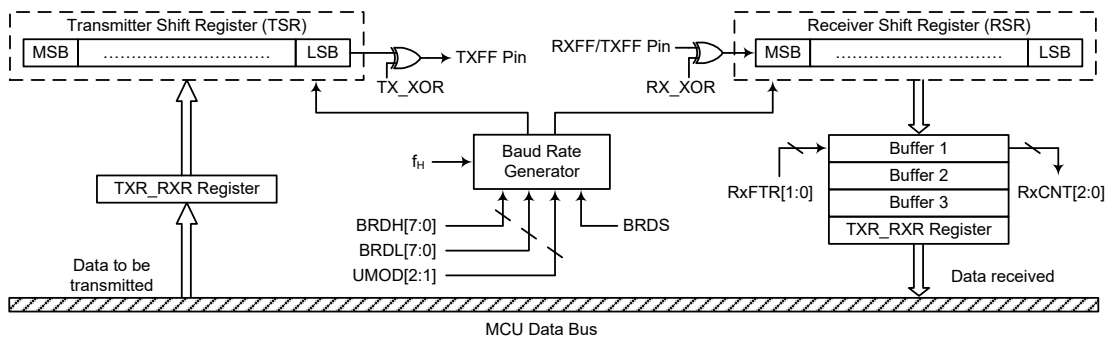 Transmitter Shift Register (TSR)
MSB ................................ LSB
TXFF Pin
TX_XOR
Receiver Shift Register (RSR)
RXFF/TXFF Pin
RX_XOR
MSB ................................ LSB
fH
Baud Rate
Generator
BRDH[7:0]
BRDL[7:0]
UMOD[2:1]
BRDS
TXR_RXR Register
Data to be
transmitted
RxFTR[1:0]
Buffer 1
Buffer 2
Buffer 3
TXR_RXR Register
RxCNT[2:0]
Data received
MCU Data Bus